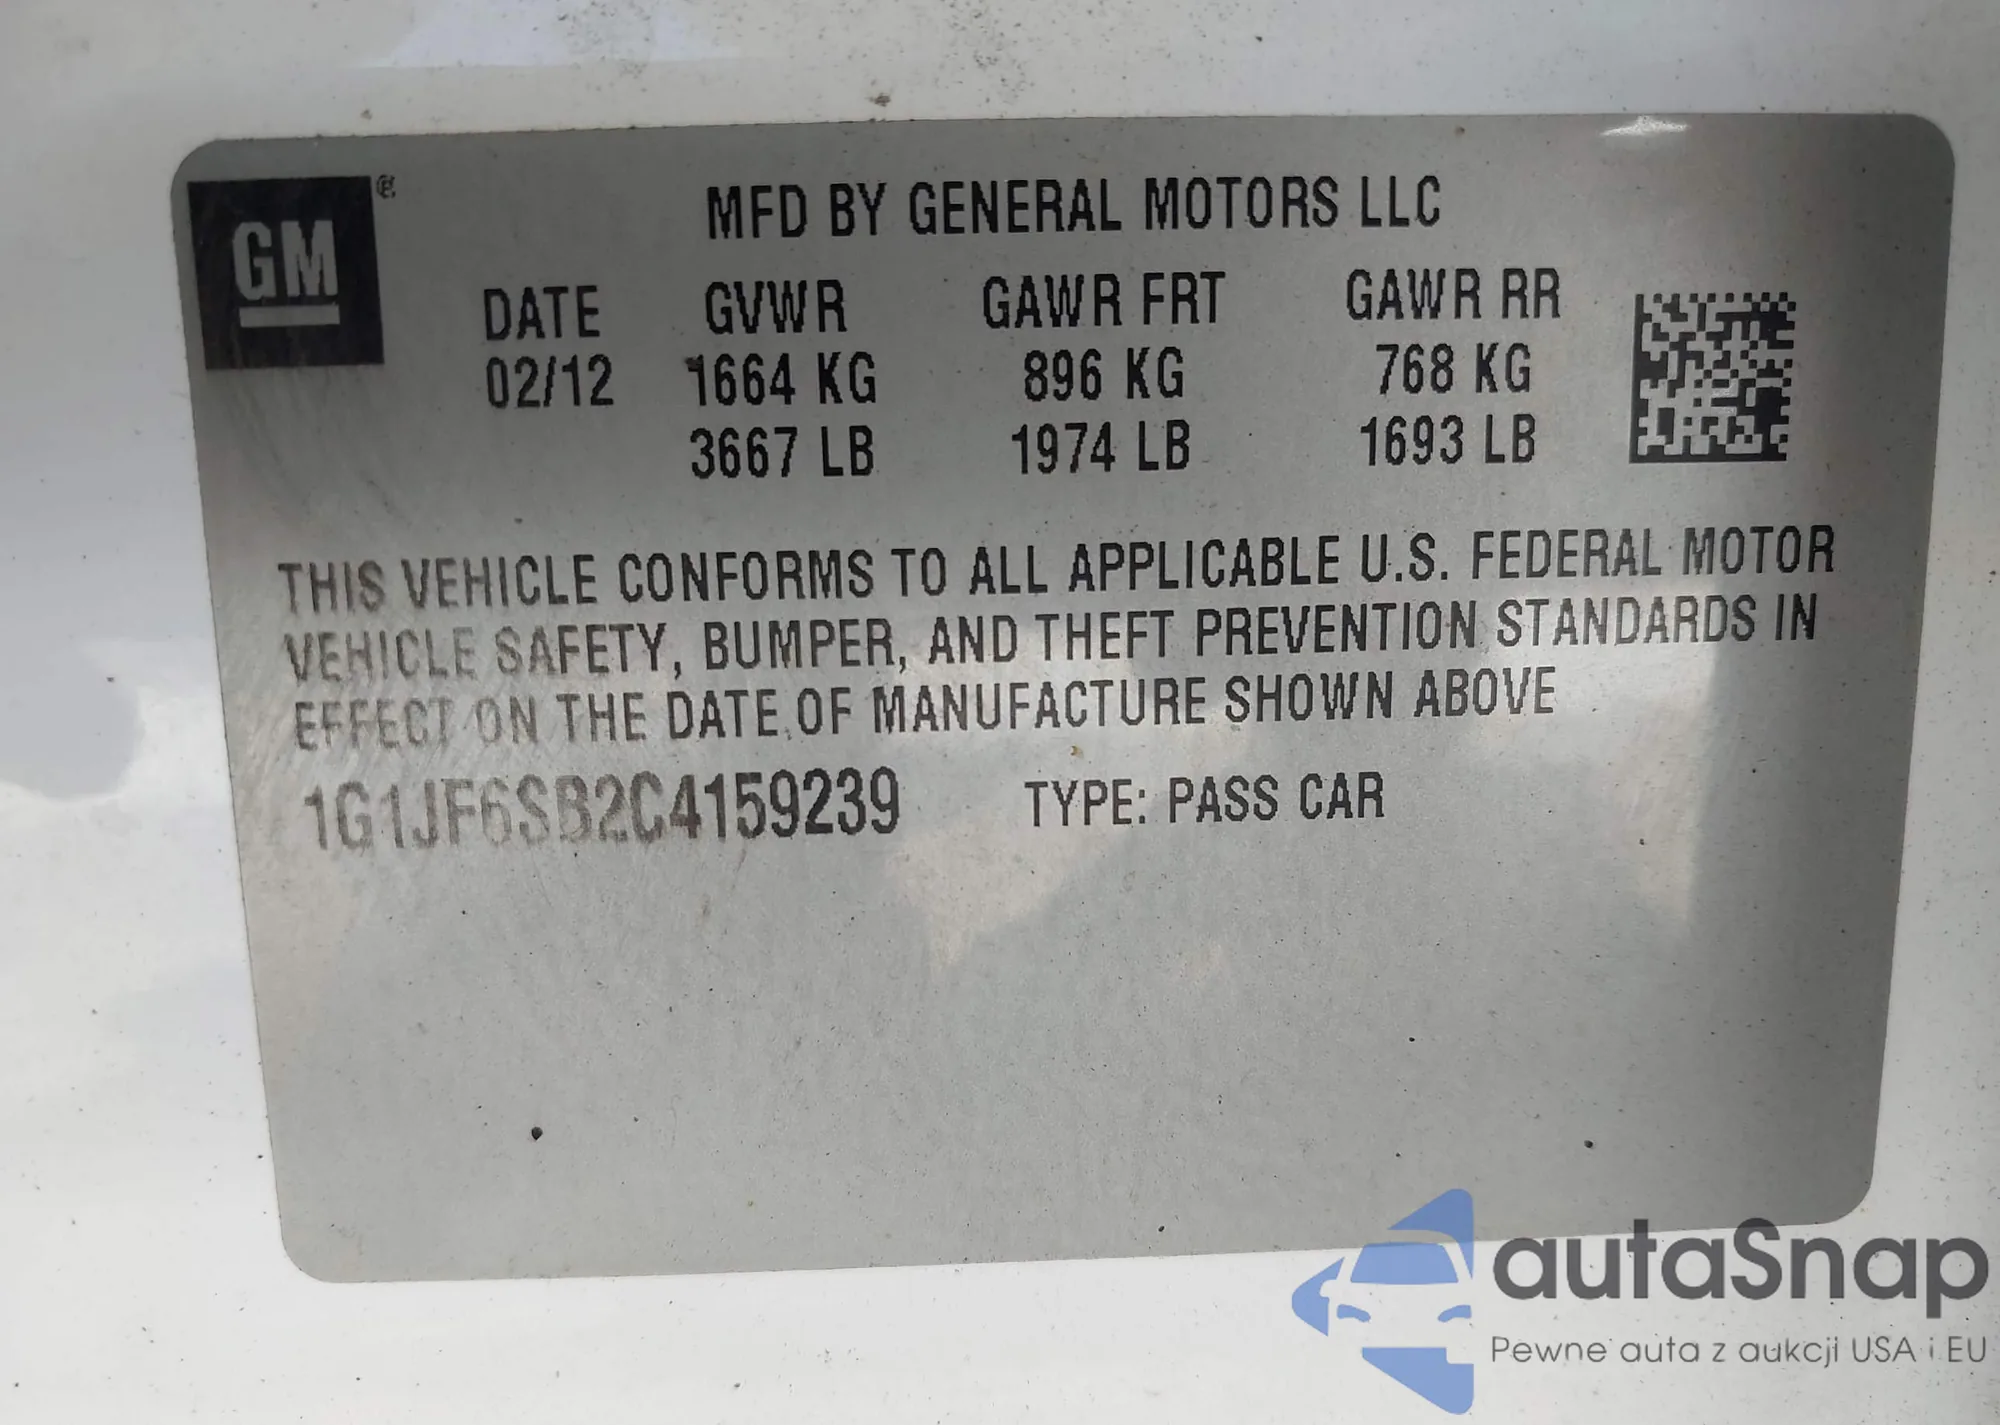 GM®
MFD BY GENERAL MOTORS LLC
DATE GVWR GAWR FRT GAWR RR
02/12 1664 KG 896 KG 768 KG
3667 LB 1974 LB 1693 LB
THIS VEHICLE CONFORMS TO ALL APPLICABLE U.S. FEDERAL MOTOR
VEHICLE SAFETY, BUMPER, AND THEFT PREVENTION STANDARDS IN
EFFECT ON THE DATE OF MANUFACTURE SHOWN ABOVE
1G1JF6SB2C4159239 TYPE: PASS CAR
autaSnap
Pewne auta z aukcji USA i EU